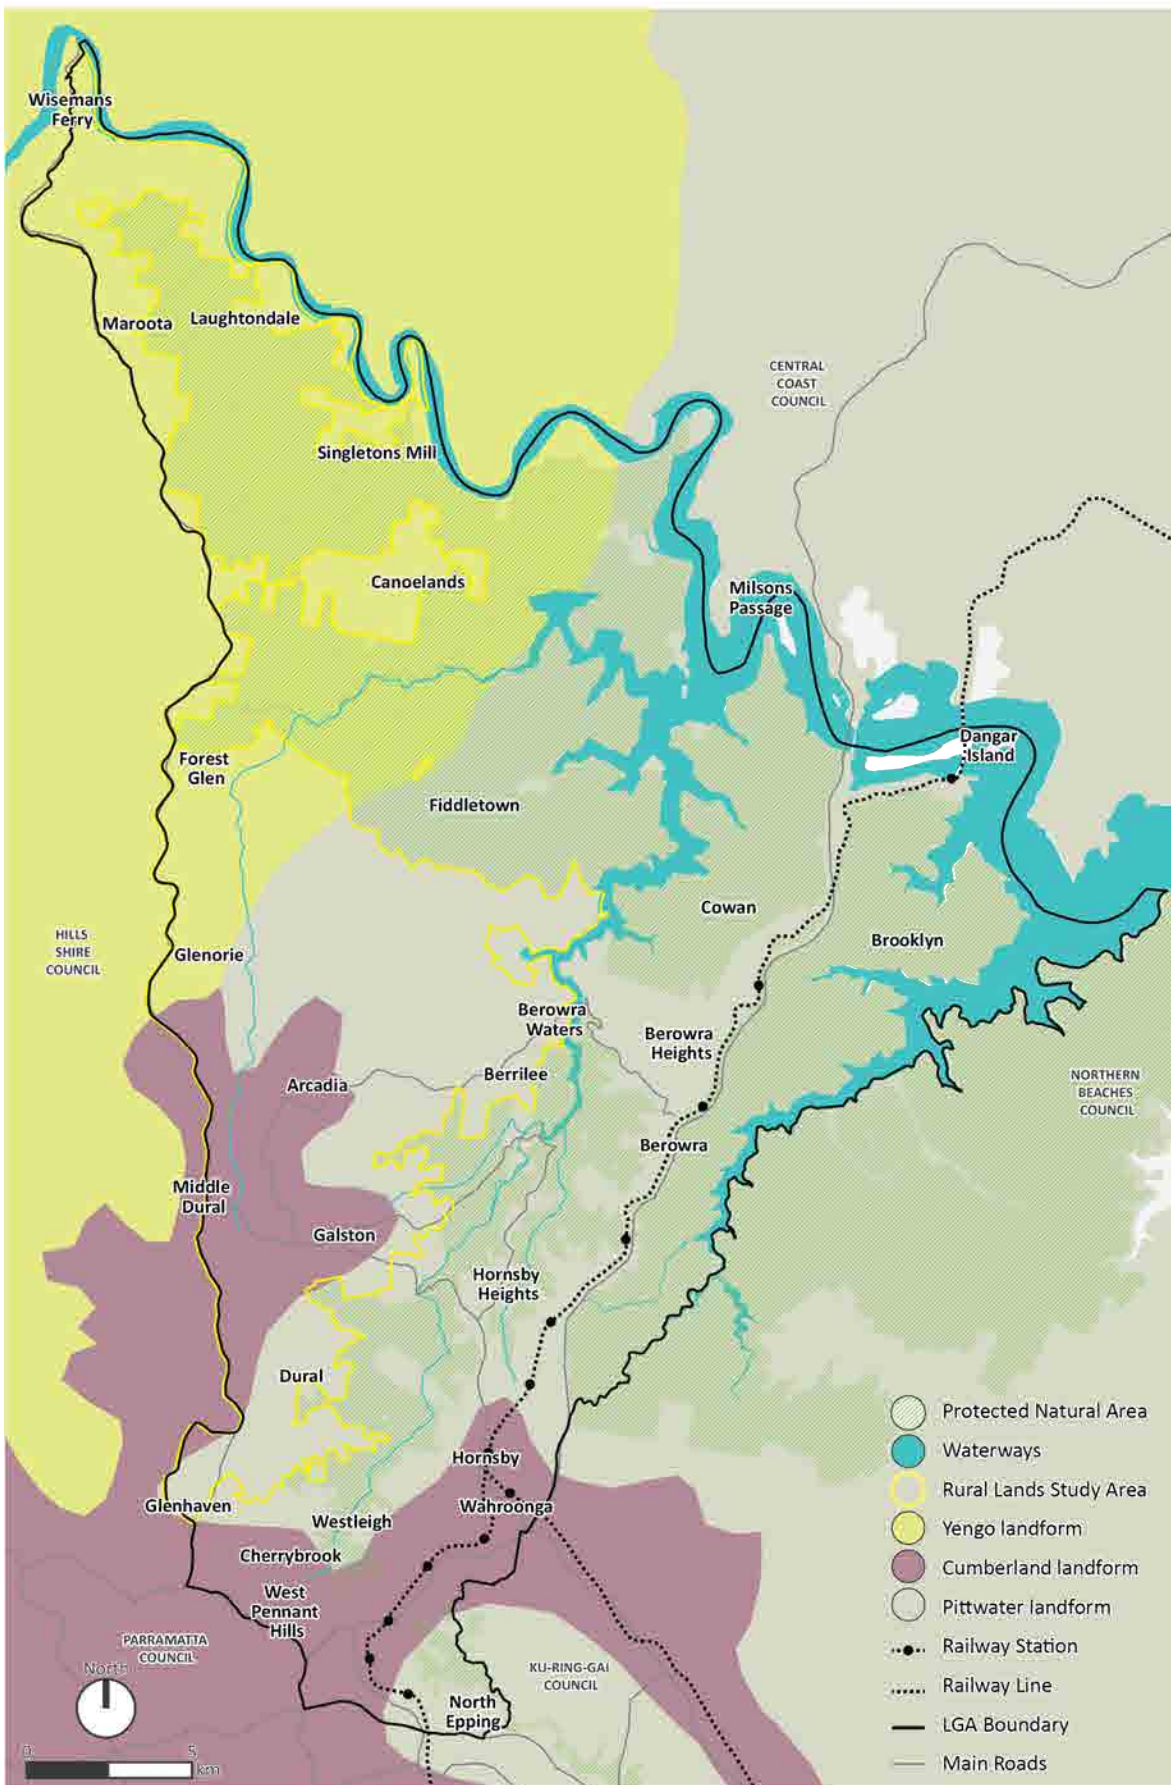 Wisemans
Ferry
Maroota
Laughtondale
CENTRAL
COAST
COUNCIL
Singletons Mill
Canoelands
Milsons
Passage
Forest
Glen
Dangar
Island
Fiddletown
Cowan
HILLS
SHIRE
COUNCIL
Glenorie
Brooklyn
Berowra
Waters
Berowra
Heights
Arcadia
Berrilee
NORTHERN
BEACHES
COUNCIL
Berowra
Middle
Dural
Galston
Hornsby
Heights
Dural
Hornsby
Glenhaven
Wahroonga
Westleigh
Cherrybrook
West
Pennant
Hills
PARRAMATTA
COUNCIL
KU-RING-GAI
COUNCIL
North
Epping
North
0 5
km
Protected Natural Area
Waterways
Rural Lands Study Area
Yengo landform
Cumberland landform
Pittwater landform
Railway Station
Railway Line
LGA Boundary
Main Roads